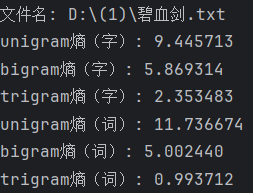 文件名: D:\(1)\碧血剑.txt
unigram熵（字）: 9.445713
bigram熵（字）: 5.869314
trigram熵（字）: 2.353483
unigram熵（词）: 11.736674
bigram熵（词）: 5.002440
trigram熵（词）: 0.993712